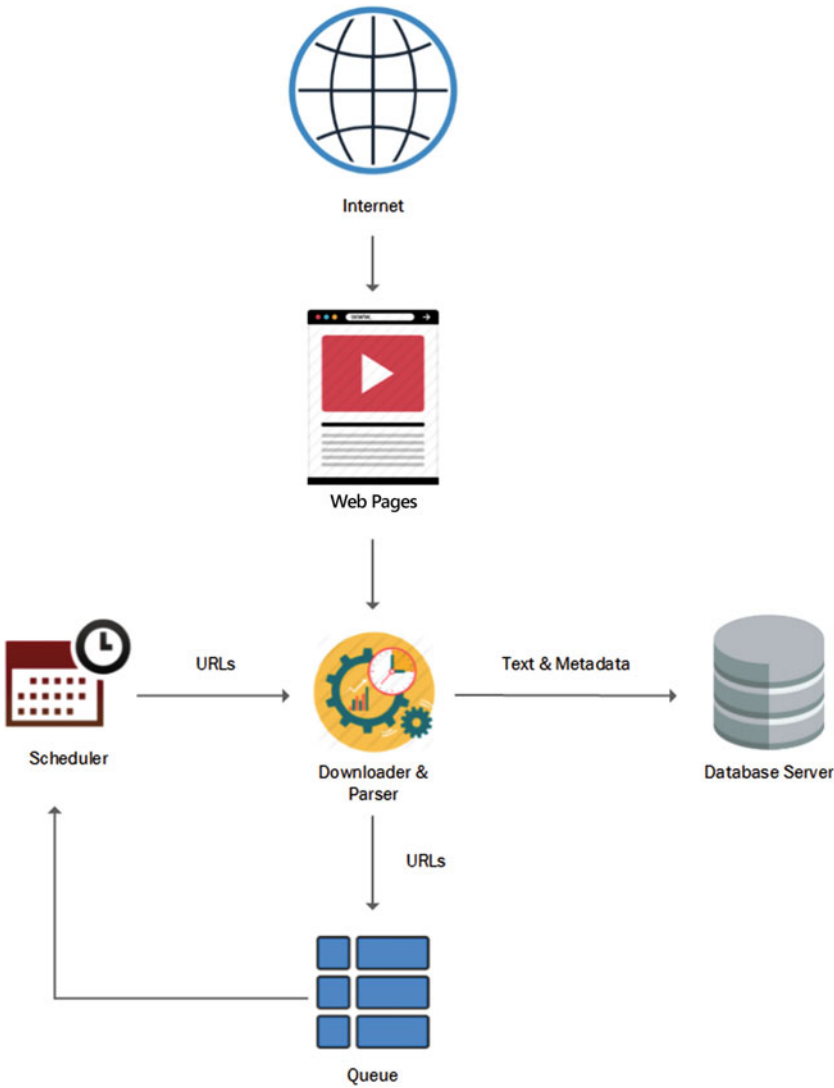 Internet
Web Pages
URLs
Text & Metadata
Scheduler
Downloader &
Parser
Database Server
URLs
Queue